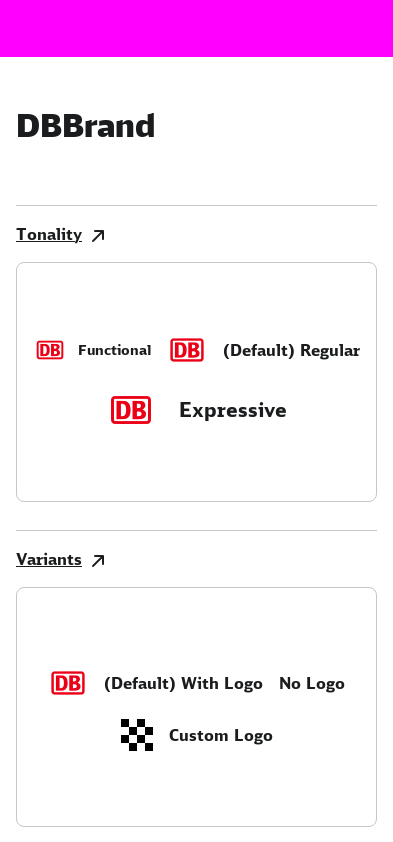 DBBrand
Tonality
DB Functional DB (Default) Regular
DB Expressive
Variants
DB (Default) With Logo No Logo
Custom Logo